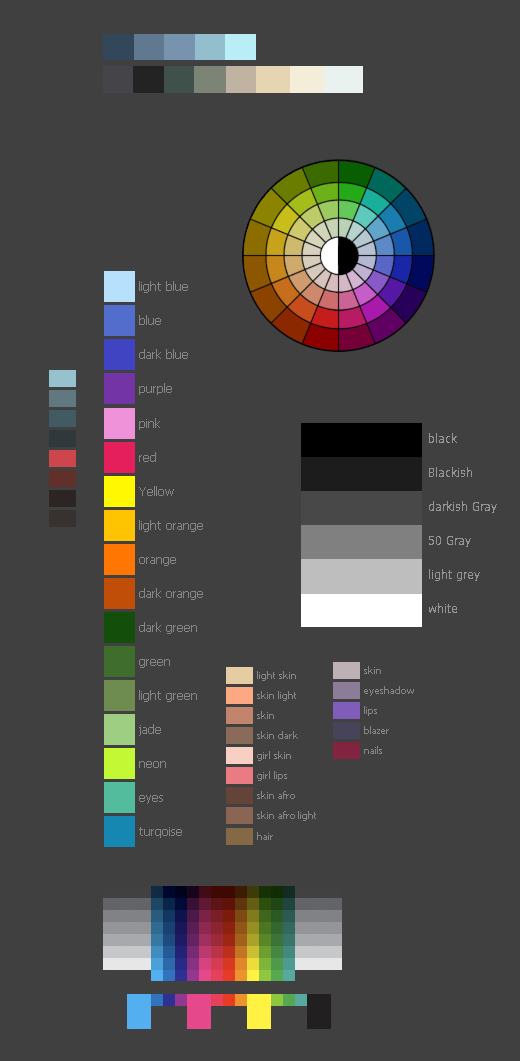 light blue
blue
dark blue
purple
pink
red
Yellow
light orange
orange
dark orange
dark green
green
light green
jade
neon
eyes
turqoise
black
Blackish
darkish Gray
50 Gray
light grey
white
light skin
skin light
skin
skin dark
girl skin
girl lips
skin afro
skin afro light
hair
skin
eyeshadow
lips
blazer
nails